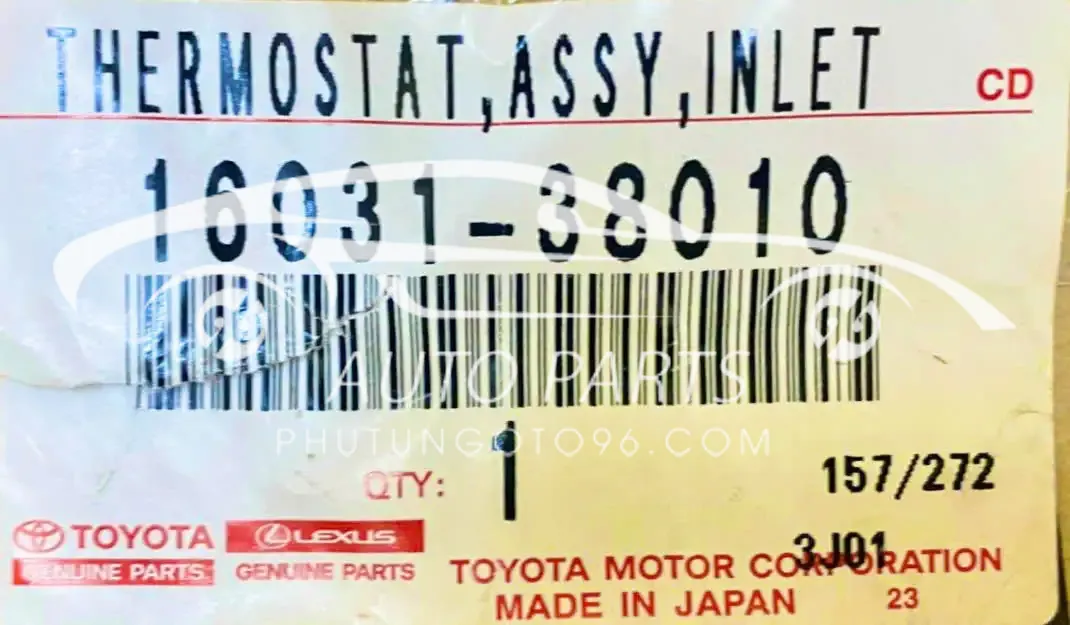 THERMOSTAT,ASSY,INLET CD
16031-38010
AUTO PARTS
PHUTUNGOTO96.COM
QTY: 1 157/272
3J01
TOYOTA LEXUS
GENUINE PARTS GENUINE PARTS
TOYOTA MOTOR CORPORATION
MADE IN JAPAN 23